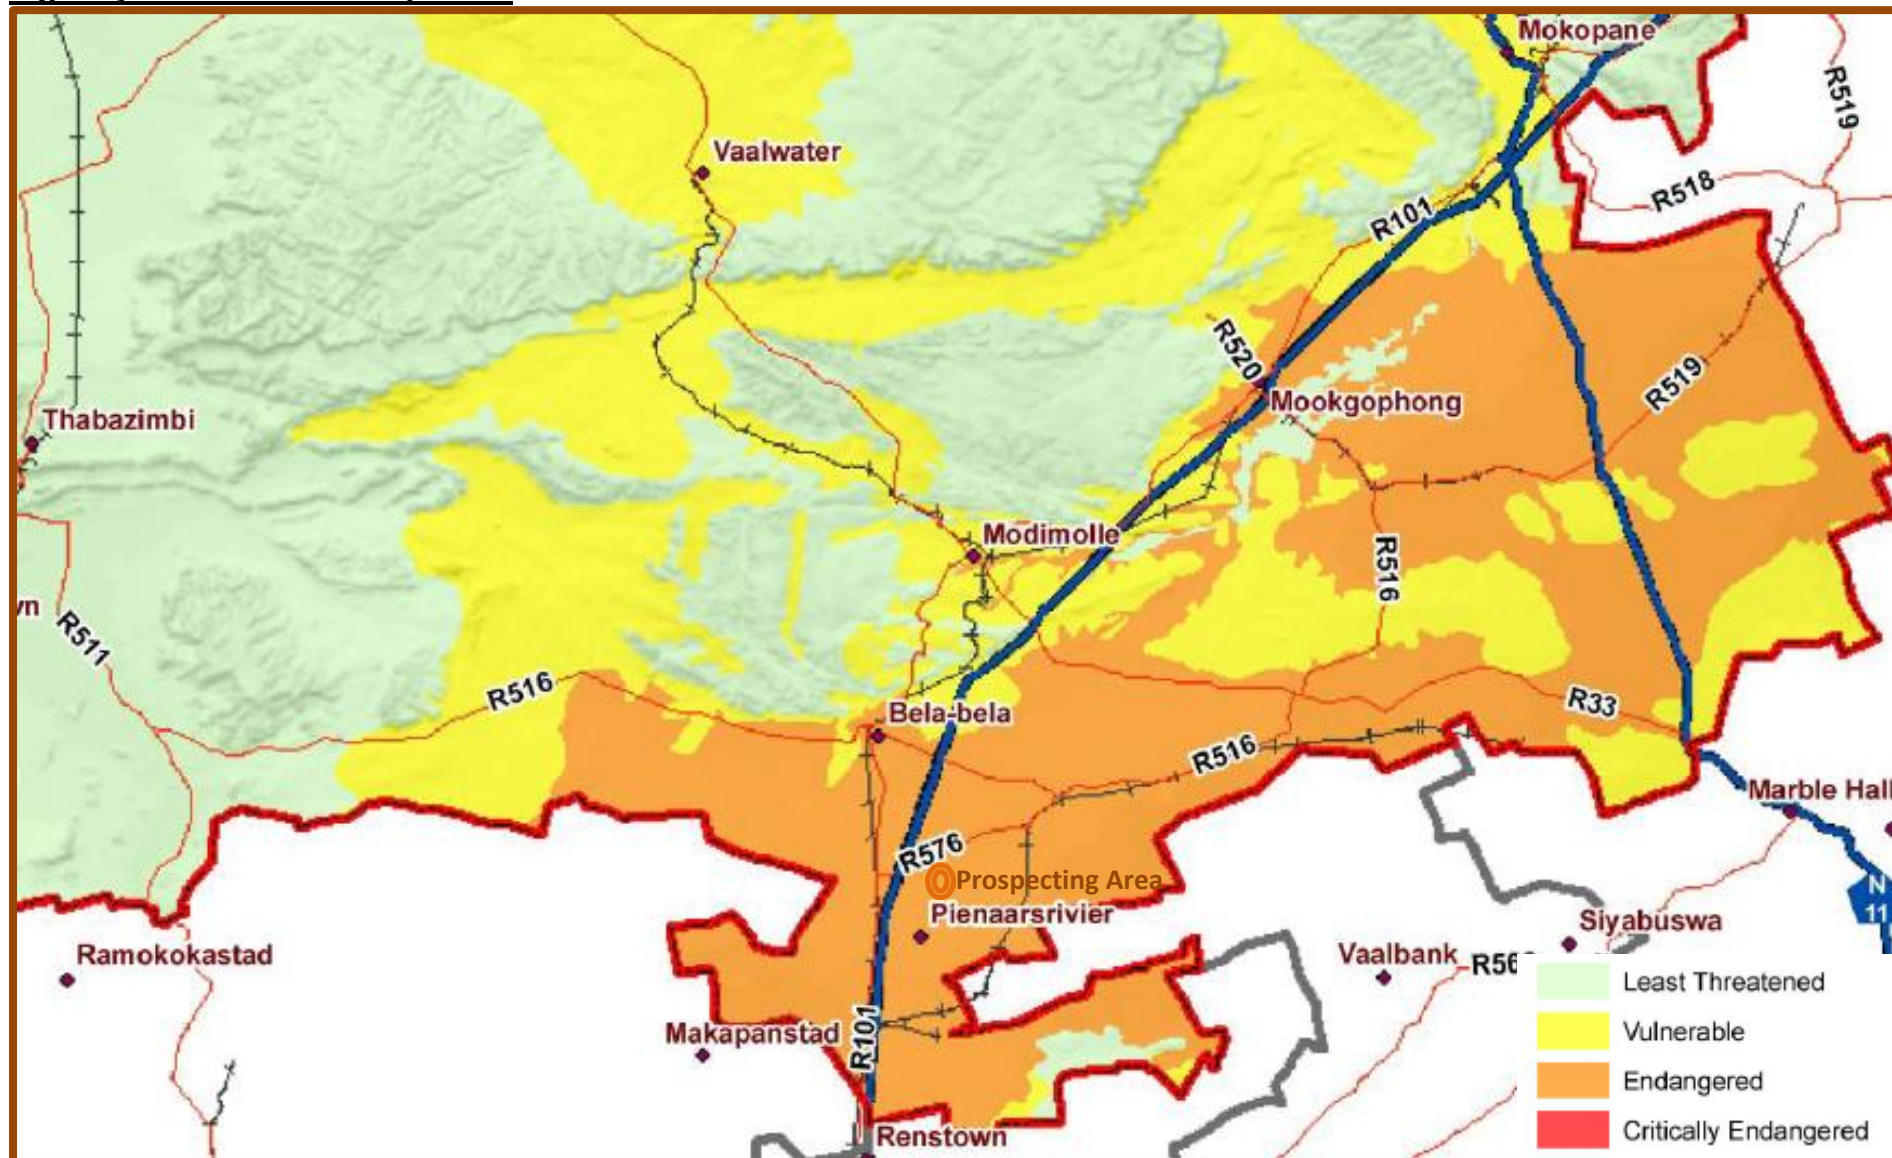 Mokopane
R519
Vaalwater
R518
R101
R520
Mookgophong
R519
Thabazimbi
Modimolle
R516
R511
R516
R33
Bela-bela
R516
Marble Hall
R576
Prospecting Area
N
11
Pienaarsrivier
Siyabuswa
Ramokokastad
Vaalbank
Least Threatened
Vulnerable
Makapanstad
R101
Endangered
Critically Endangered
Renstown